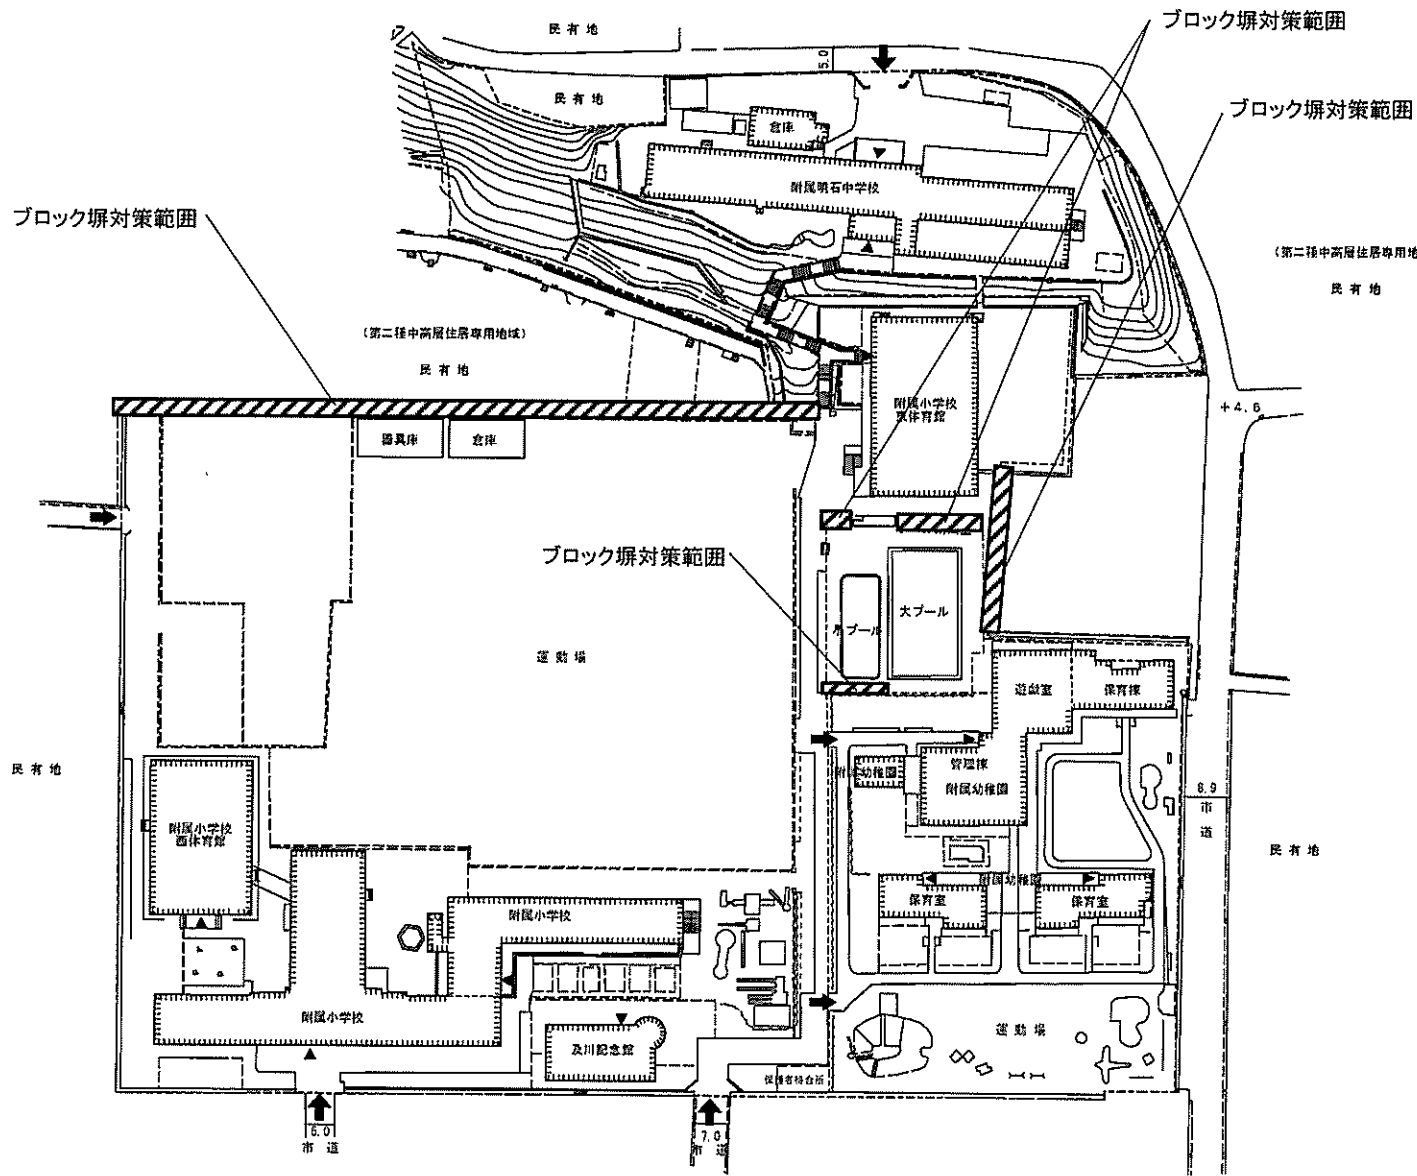 ブロック塀対策範囲
民有地
5.0
ブロック塀対策範囲
民有地
倉庫
附属明石中学校
ブロック塀対策範囲
(第二種中高層住居専用地
民有地
(第二種中高層住居専用地域)
民有地
附属小学校
東体育館
+4.6
器具庫
倉庫
ブロック塀対策範囲
大プール
小プール
運動場
遊戯室
保育棟
民有地
管理棟
附属幼稚園
附属幼稚園
8.9
市道
附属小学校
西体育館
民有地
附属幼稚園
保育室
保育室
附属小学校
附属小学校
運動場
及川記念館
保護者待合所
6.0
市道
7.0
市道